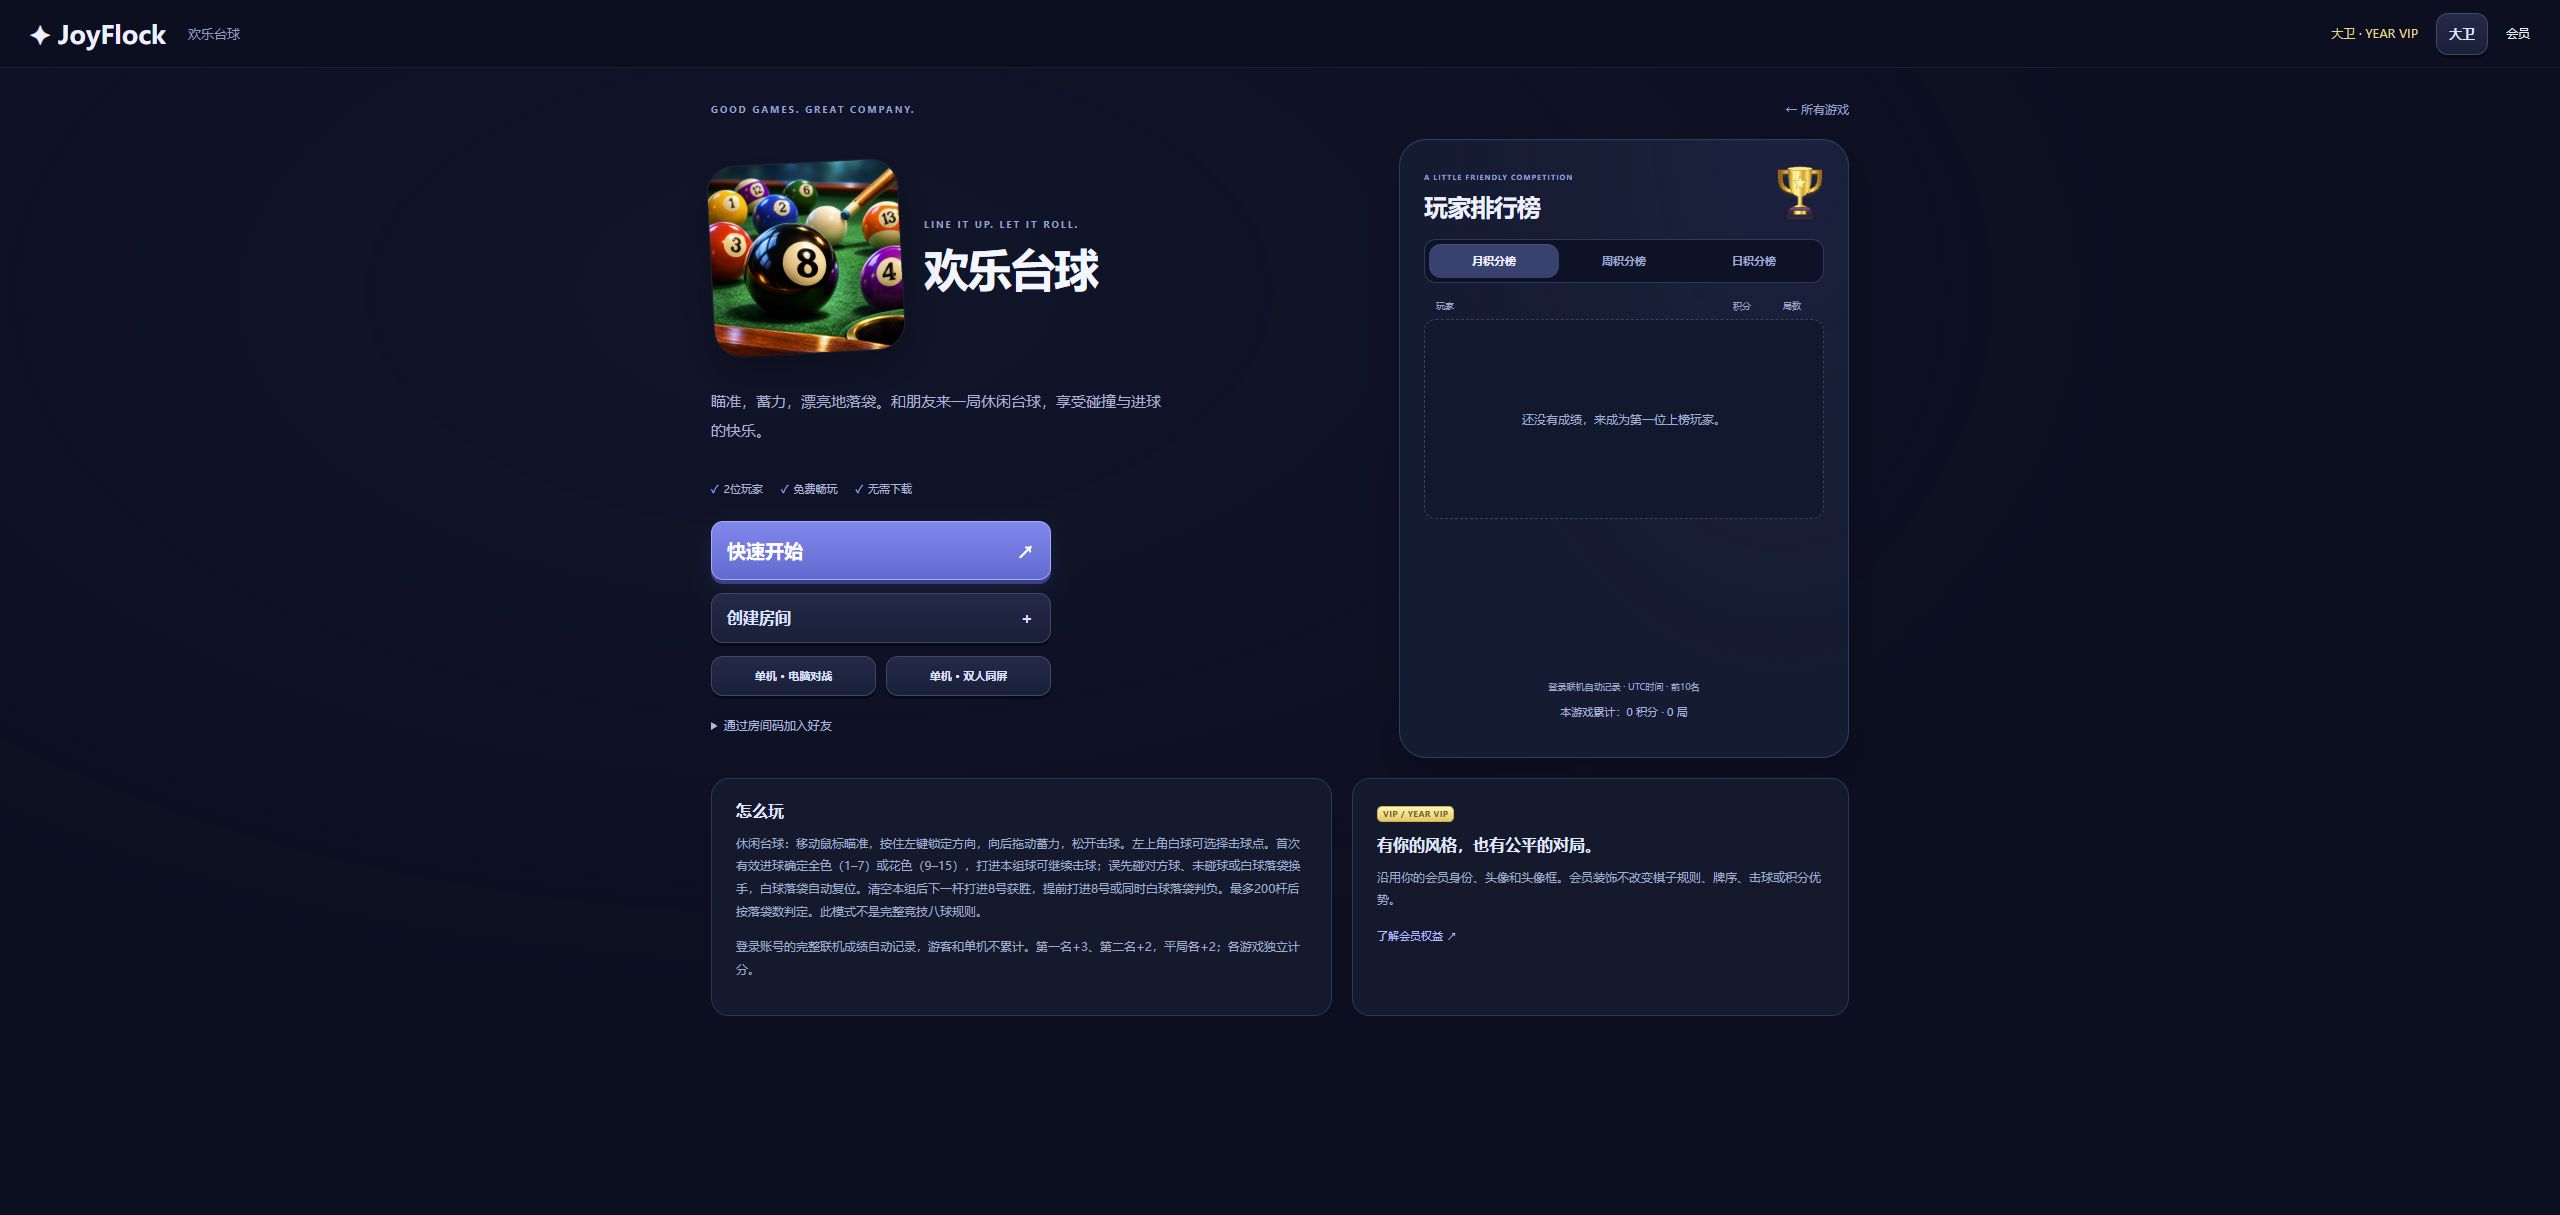 ✦ JoyFlock 欢乐台球
大卫 · YEAR VIP 大卫 会员
GOOD GAMES. GREAT COMPANY.
← 所有游戏
12 6
1 2 13
3 8 4
LINE IT UP. LET IT ROLL.
欢乐台球
瞄准，蓄力，漂亮地落袋。和朋友来一局休闲台球，享受碰撞与进球
的快乐。
✓ 2位玩家 ✓ 免费畅玩 ✓ 无需下载
快速开始 ↗
创建房间 +
单机 • 电脑对战 单机 • 双人同屏
▶ 通过房间码加入好友
A LITTLE FRIENDLY COMPETITION
玩家排行榜
月积分榜 周积分榜 日积分榜
玩家 积分 局数
还没有成绩，来成为第一位上榜玩家。
登录联机自动记录 · UTC时间 · 前10名
本游戏累计：0 积分 · 0 局
怎么玩
休闲台球：移动鼠标瞄准，按住左键锁定方向，向后拖动蓄力，松开击球。左上角白球可选择击球点。首次
有效进球确定全色（1–7）或花色（9–15），打进本组球可继续击球；误先碰对方球、未碰球或白球落袋换
手，白球落袋自动复位。清空本组后下一杆打进8号获胜，提前打进8号或同时白球落袋判负。最多200杆后
按落袋数判定。此模式不是完整竞技八球规则。
登录账号的完整联机成绩自动记录，游客和单机不累计。第一名+3、第二名+2，平局各+2；各游戏独立计
分。
VIP / YEAR VIP
有你的风格，也有公平的对局。
沿用你的会员身份、头像和头像框。会员装饰不改变棋子规则、牌序、击球或积分优
势。
了解会员权益 ↗